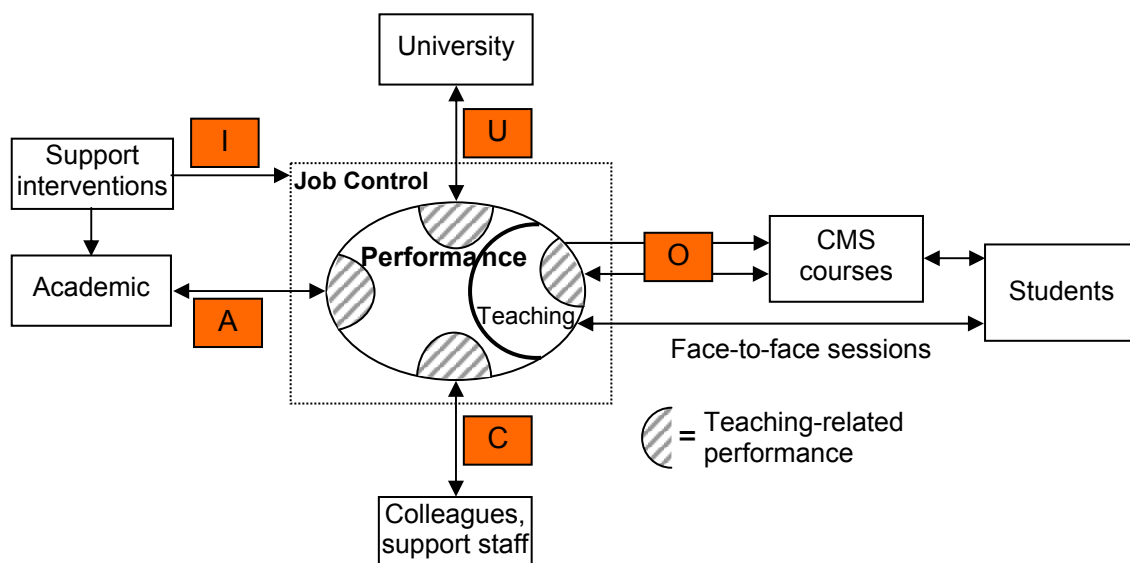 University
U
I
Support
interventions
Job Control
Performance
Academic
A
Teaching
O
CMS
courses
Students
Face-to-face sessions
C
= Teaching-related
performance
Colleagues,
support staff